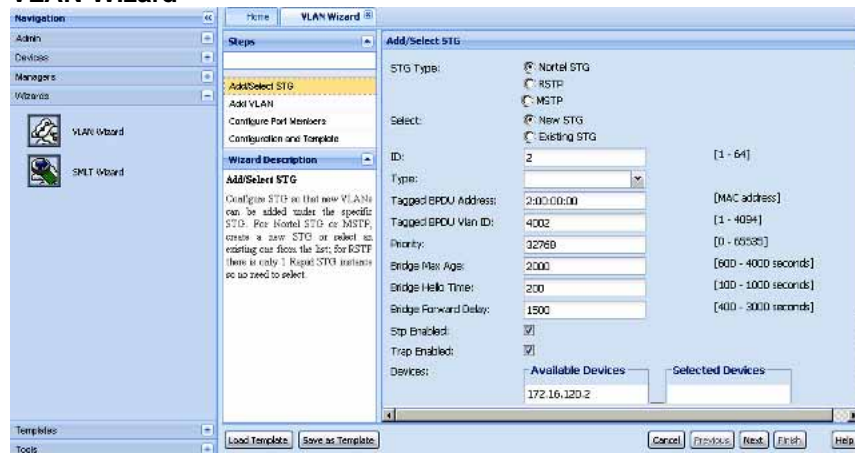 VLAN Wizard
Navigation
Admin
Devices
Managers
Wizards
VLAN Wizard
SMLT Wizard
Templates
Tools
Home
VLAN Wizard
Steps
Add/Select STG
Add VLAN
Configure Port Members
Configuration and Template
Wizard Description
Add/Select STG
Configure STG so that new VLANs
can be added under the specific
STG. For Nortel STG or MSTP,
create a new STG or select an
existing one from the list; for RSTP
there is only 1 Rapid STG instance
so no need to select.
Load Template
Save as Template
Add/Select STG
STG Type:
Nortel STG
RSTP
MSTP
Select:
New STG
Existing STG
ID: 2 [1 - 64]
Type:
Tagged BPDU Address: 2:00:00:00 [MAC address]
Tagged BPDU Vlan ID: 4002 [1 - 4094]
Priority: 32768 [0 - 65535]
Bridge Max Age: 2000 [600 - 4000 seconds]
Bridge Hello Time: 200 [100 - 1000 seconds]
Bridge Forward Delay: 1500 [400 - 3000 seconds]
Stp Enabled:
Trap Enabled:
Devices:
Available Devices
Selected Devices
172.16.120.2
Cancel
Previous
Next
Finish
Help